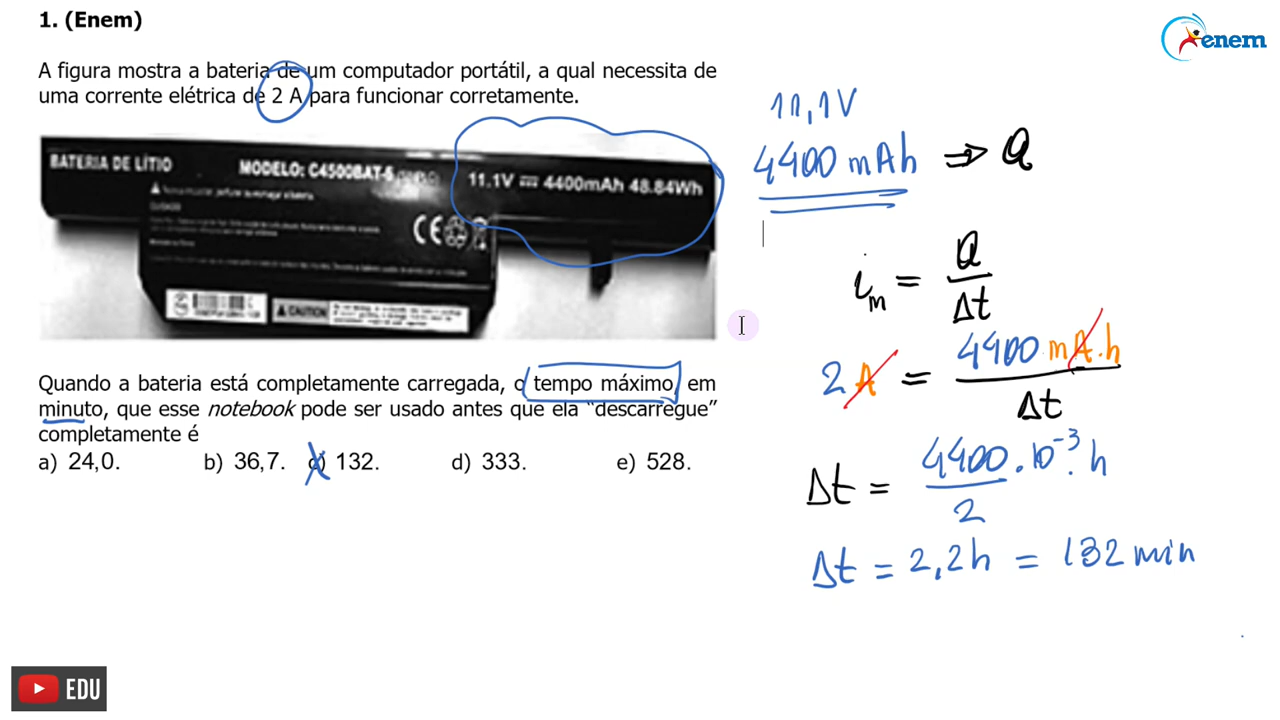 1. (Enem)
enem
A figura mostra a bateria de um computador portátil, a qual necessita de
uma corrente elétrica de 2 A para funcionar corretamente.
BATERIA DE LÍTIO
MODELO: C4500BAT-6
11.1V ⎓ 4400mAh 48.84Wh
CE
CAUTION
11,1V
4400 mAh ⇒ Q
i_m = Q/Δt
2 A = 4400 mA.h/Δt
Δt = 4400/2 . 10⁻³. h
Δt = 2,2h = 132 min
Quando a bateria está completamente carregada, o tempo máximo, em
minuto, que esse notebook pode ser usado antes que ela “descarregue”
completamente é
a) 24,0. b) 36,7. c) 132. d) 333. e) 528.
EDU